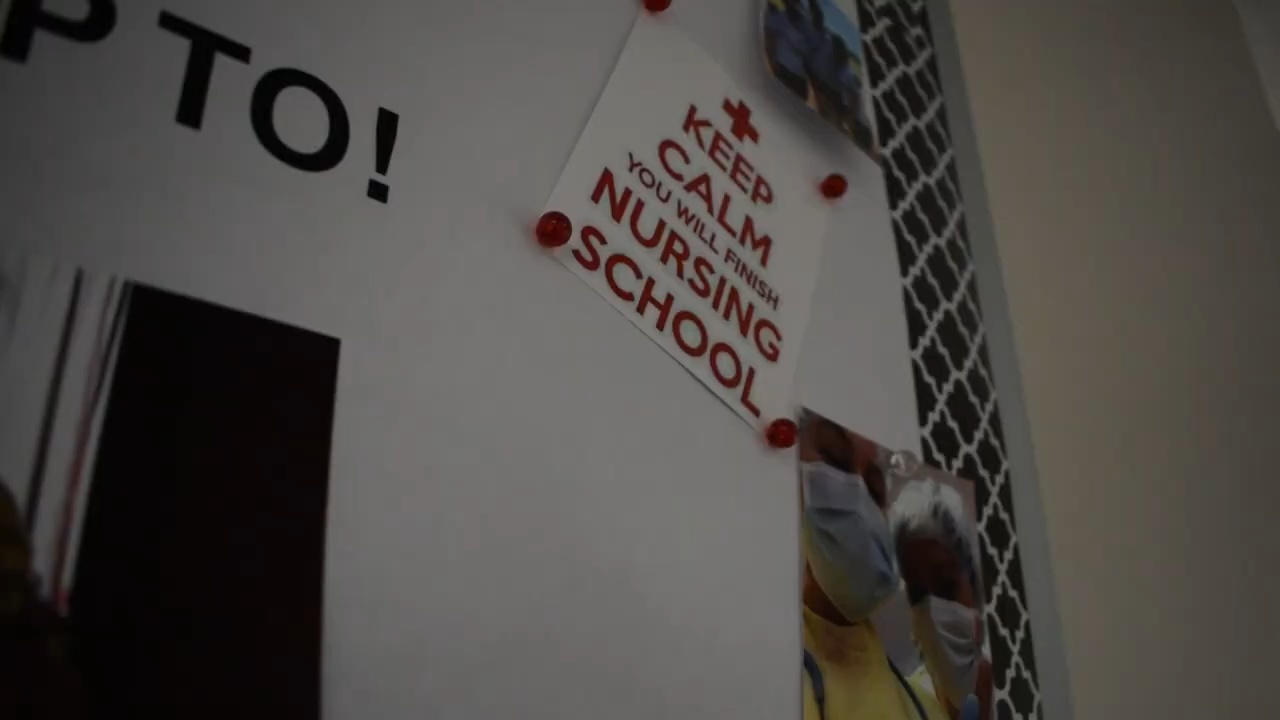 P TO!
KEEP
CALM
YOU WILL FINISH
NURSING
SCHOOL